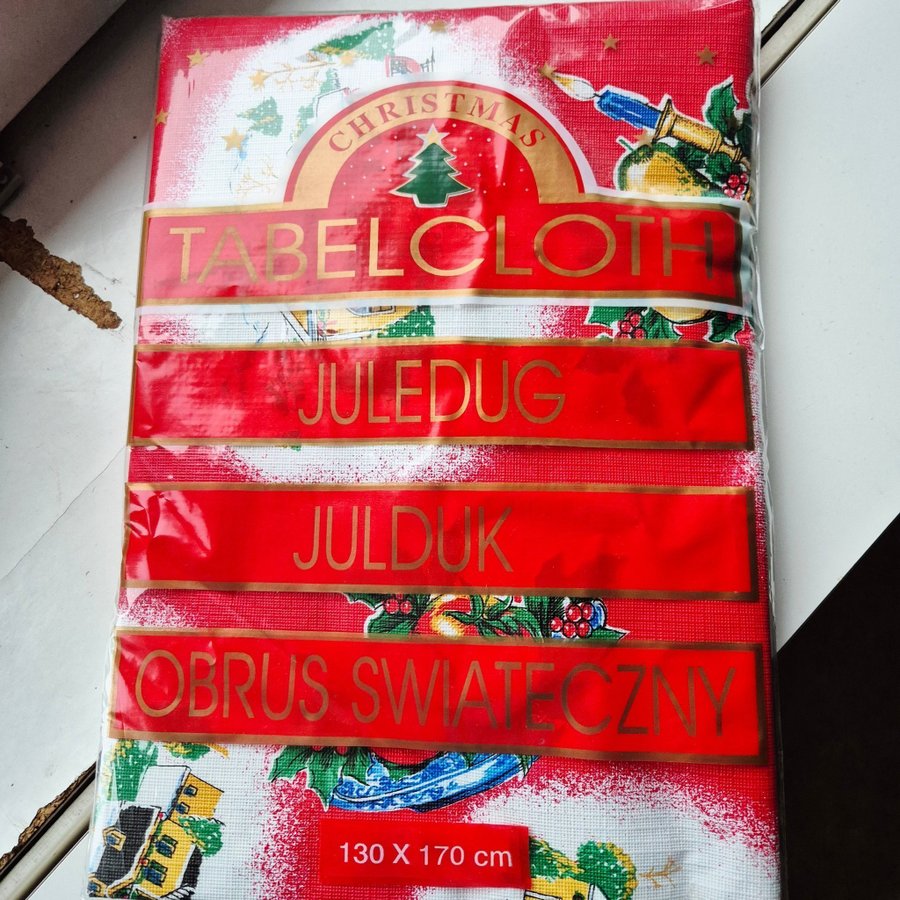 CHRISTMAS
TABELCLOTH
JULEDUG
JULDUK
OBRUS SWIATECZNY
130 X 170 cm